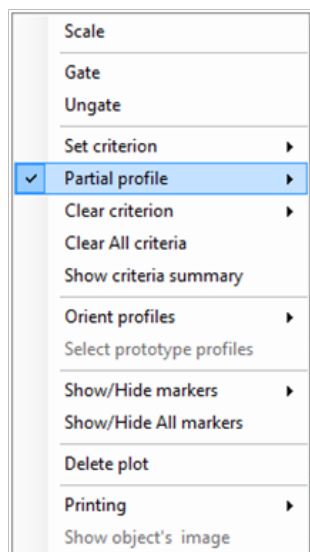 Scale
Gate
Ungate
Set criterion
Partial profile
Clear criterion
Clear All criteria
Show criteria summary
Orient profiles
Select prototype profiles
Show/Hide markers
Show/Hide All markers
Delete plot
Printing
Show object's  image